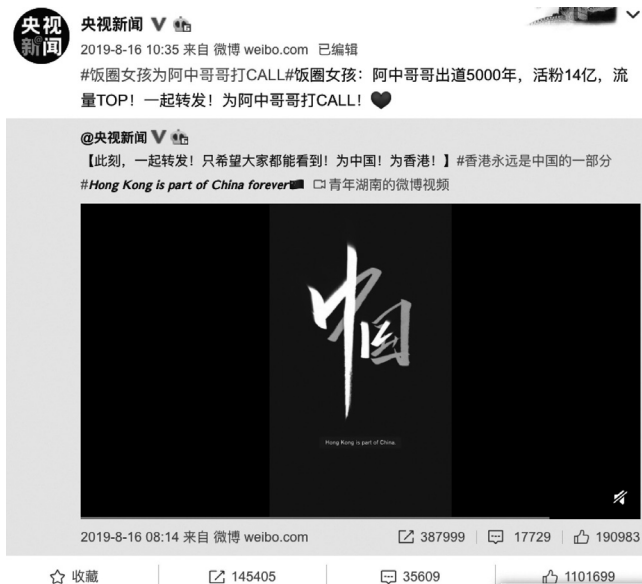 央视新闻
央视新闻
2019-8-16 10:35 来自 微博 weibo.com 已编辑
#饭圈女孩为阿中哥哥打CALL#饭圈女孩：阿中哥哥出道5000年，活粉14亿，流
量TOP！一起转发！为阿中哥哥打CALL！
@央视新闻
【此刻，一起转发！只希望大家都能看到！为中国！为香港！】#香港永远是中国的一部分
#Hong Kong is part of China forever 青年湖南的微博视频
中国
Hong Kong is part of China.
2019-8-16 08:14 来自 微博 weibo.com 387999 17729 190983
收藏 145405 35609 1101699